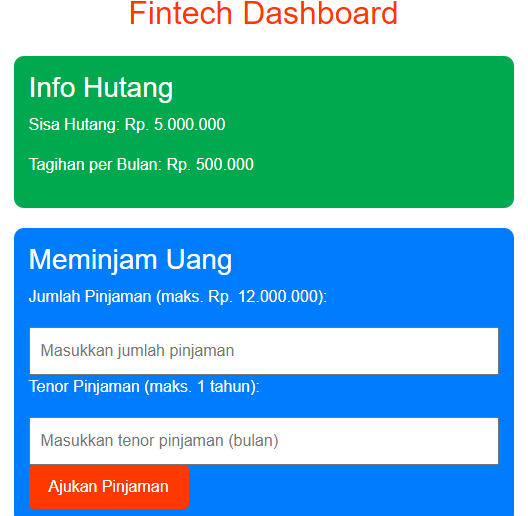 Fintech Dashboard
Info Hutang
Sisa Hutang: Rp. 5.000.000
Tagihan per Bulan: Rp. 500.000
Meminjam Uang
Jumlah Pinjaman (maks. Rp. 12.000.000):
Masukkan jumlah pinjaman
Tenor Pinjaman (maks. 1 tahun):
Masukkan tenor pinjaman (bulan)
Ajukan Pinjaman